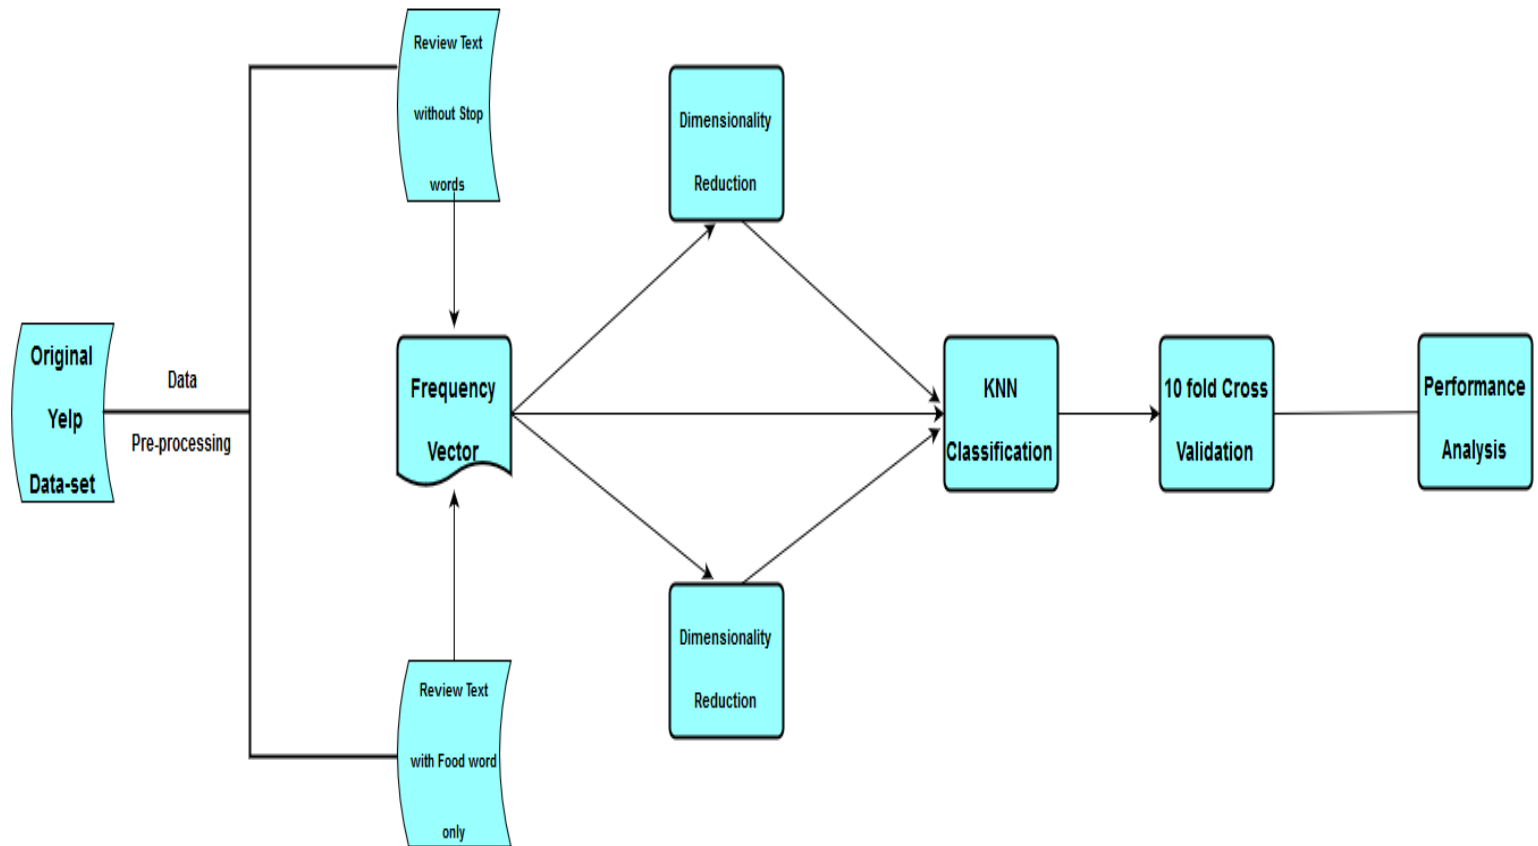 Original
Yelp
Data-set
Data
Pre-processing
Review Text
without Stop
words
Review Text
with Food word
only
Frequency
Vector
Dimensionality
Reduction
Dimensionality
Reduction
KNN
Classification
10 fold Cross
Validation
Performance
Analysis